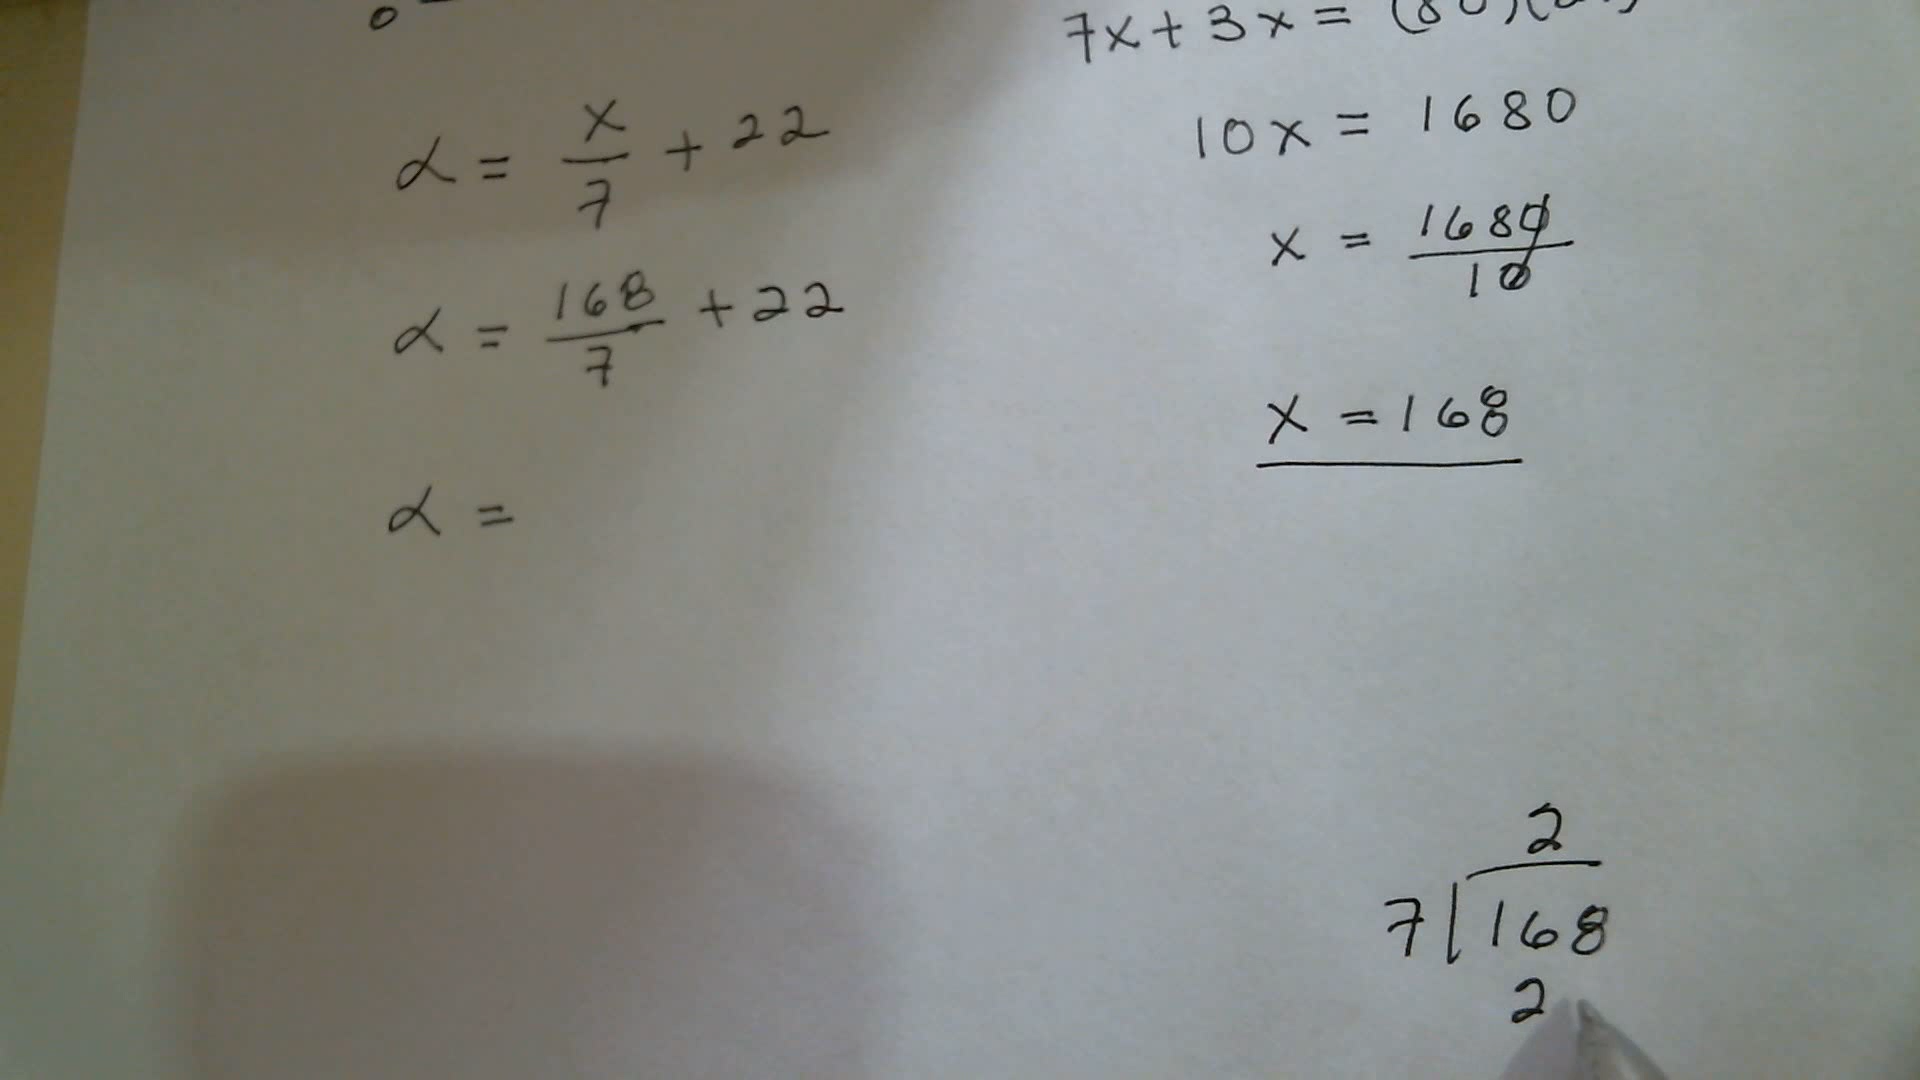 α = x/7 + 22
α = 168/7 + 22
α =
7x + 3x =
10x = 1680
x = 1680/10
x = 168
2
7 168
2